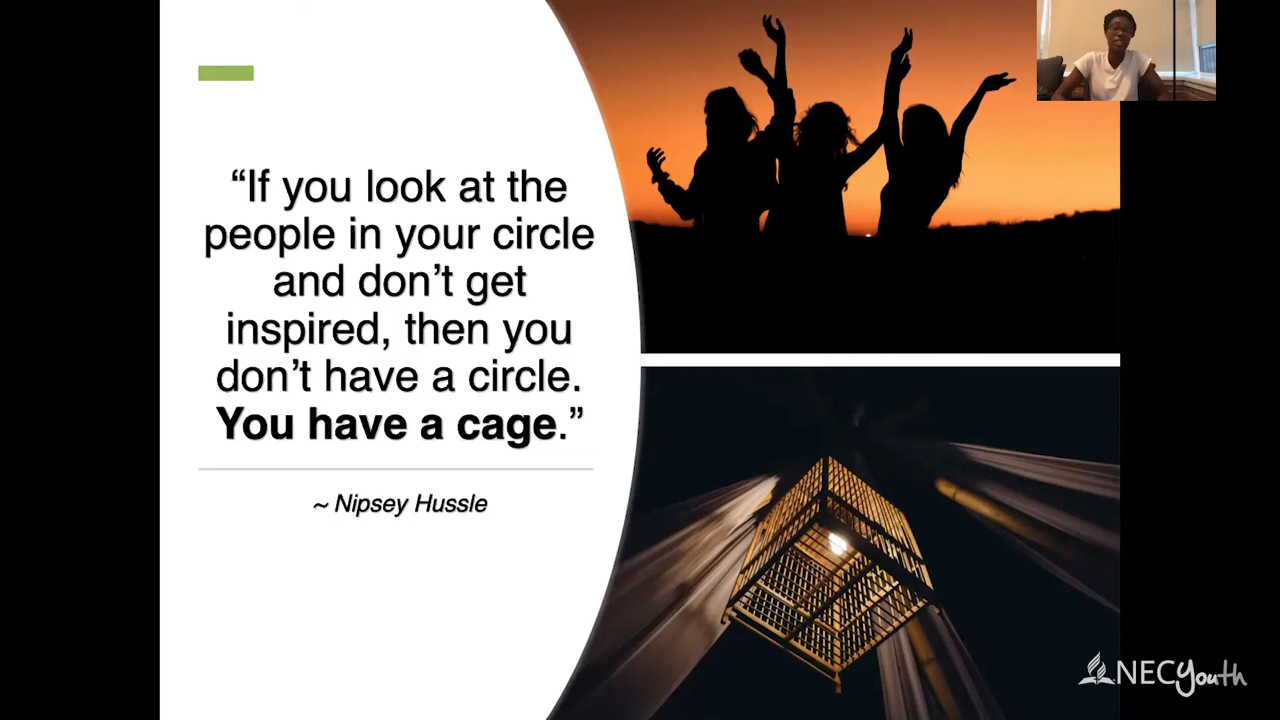 “If you look at the
people in your circle
and don’t get
inspired, then you
don’t have a circle.
You have a cage.”
~ Nipsey Hussle
NECyouth